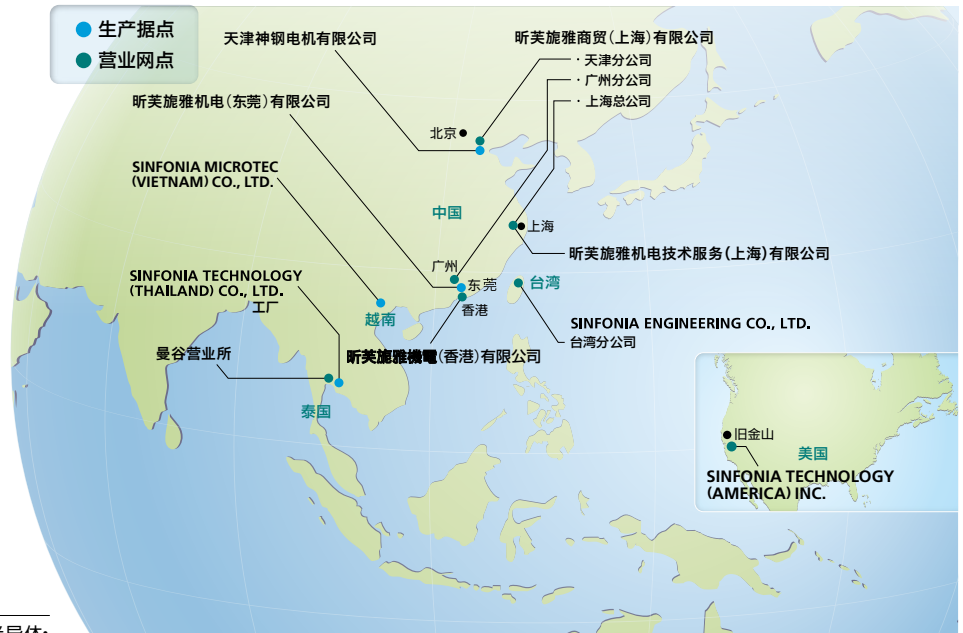 生产据点
营业网点
天津神钢电机有限公司
昕芙旎雅商贸(上海)有限公司
·天津分公司
·广州分公司
·上海总公司
昕芙旎雅机电(东莞)有限公司
北京
SINFONIA MICROTEC
(VIETNAM) CO., LTD.
中国
上海
昕芙旎雅机电技术服务(上海)有限公司
广州
东莞
台湾
SINFONIA TECHNOLOGY
(THAILAND) CO., LTD.
工厂
香港
越南
SINFONIA ENGINEERING CO., LTD.
台湾分公司
曼谷营业所
昕芙旎雅機電(香港)有限公司
泰国
旧金山
美国
SINFONIA TECHNOLOGY
(AMERICA) INC.
导体·